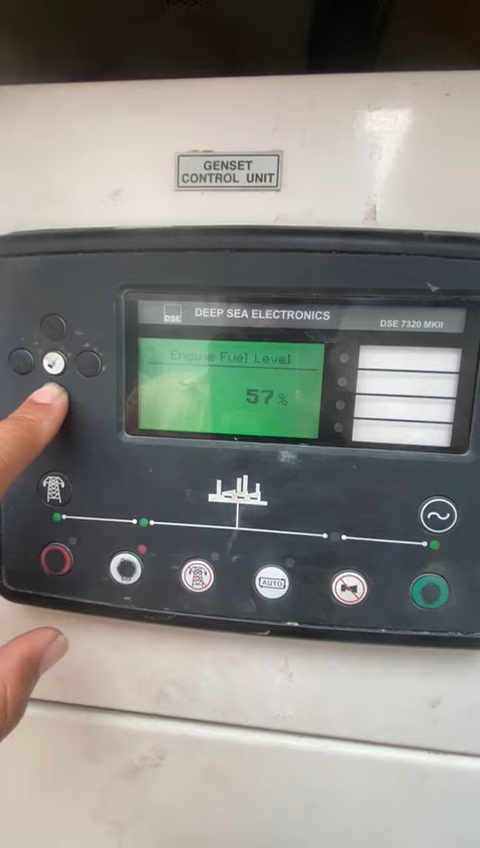 GENSET
CONTROL UNIT
DSE
DEEP SEA ELECTRONICS
DSE 7320 MKII
Engine Fuel Level
57%
AUTO